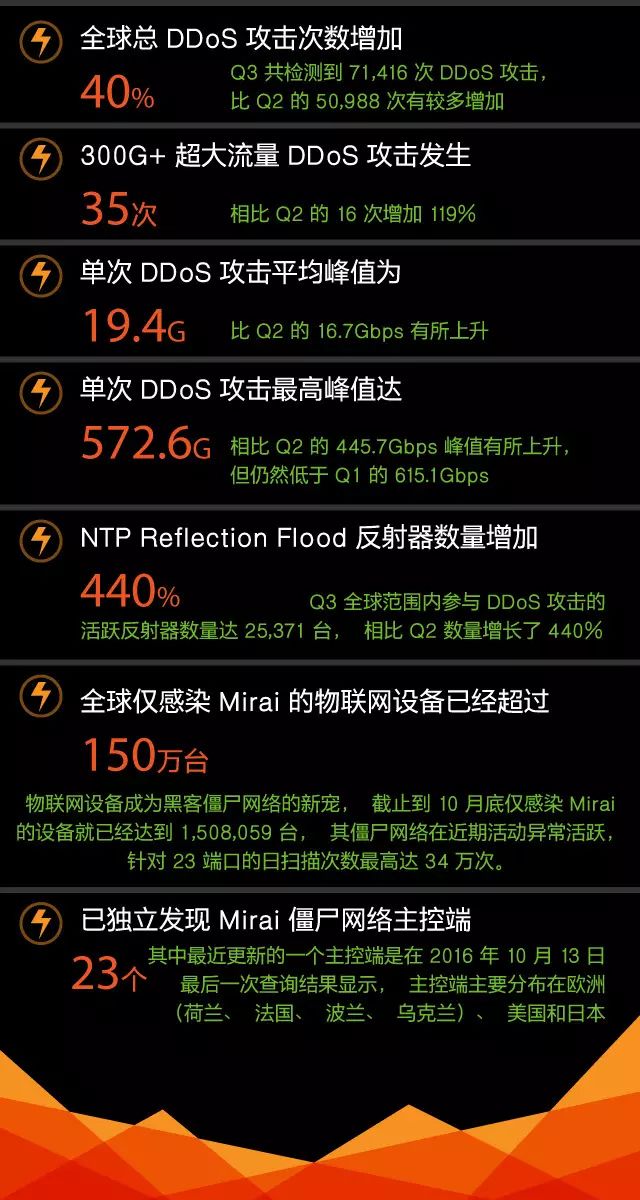 全球总 DDoS 攻击次数增加
40%
Q3 共检测到 71,416 次 DDoS 攻击，
比 Q2 的 50,988 次有较多增加
300G+ 超大流量 DDoS 攻击发生
35次
相比 Q2 的 16 次增加 119%
单次 DDoS 攻击平均峰值为
19.4G
比 Q2 的 16.7Gbps 有所上升
单次 DDoS 攻击最高峰值达
572.6G
相比 Q2 的 445.7Gbps 峰值有所上升，
但仍然低于 Q1 的 615.1Gbps
NTP Reflection Flood 反射器数量增加
440%
Q3 全球范围内参与 DDoS 攻击的
活跃反射器数量达 25,371 台， 相比 Q2 数量增长了 440%
全球仅感染 Mirai 的物联网设备已经超过
150万台
物联网设备成为黑客僵尸网络的新宠， 截止到 10 月底仅感染 Mirai
的设备就已经达到 1,508,059 台， 其僵尸网络在近期活动异常活跃，
针对 23 端口的日扫描次数最高达 34 万次。
已独立发现 Mirai 僵尸网络主控端
23个
其中最近更新的一个主控端是在 2016 年 10 月 13 日
最后一次查询结果显示， 主控端主要分布在欧洲
（荷兰、 法国、 波兰、 乌克兰）、 美国和日本